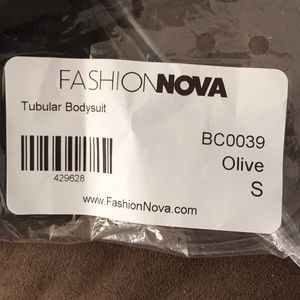 FASHIONNOVA
Tubular Bodysuit
BC0039
429628
Olive
S
www.FashionNova.com